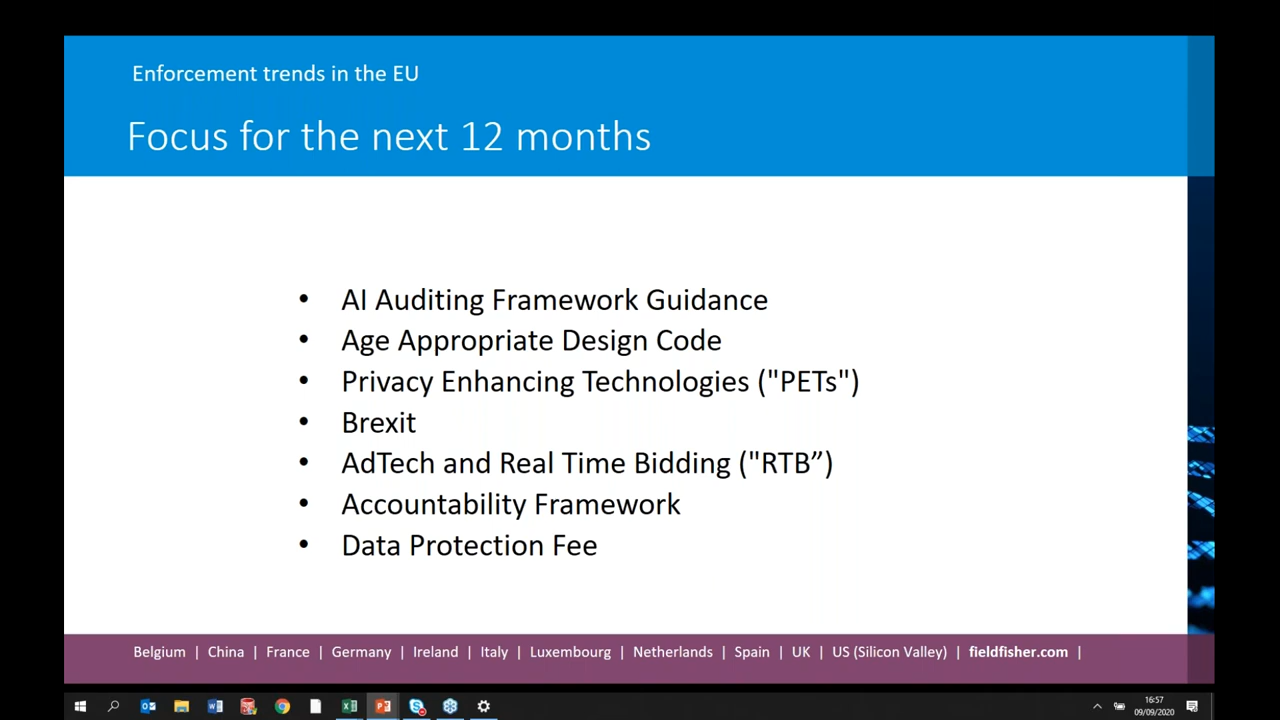 Enforcement trends in the EU
Focus for the next 12 months
• AI Auditing Framework Guidance
• Age Appropriate Design Code
• Privacy Enhancing Technologies ("PETs")
• Brexit
• AdTech and Real Time Bidding ("RTB”)
• Accountability Framework
• Data Protection Fee
Belgium | China | France | Germany | Ireland | Italy | Luxembourg | Netherlands | Spain | UK | US (Silicon Valley) | fieldfisher.com |
16:57
09/09/2020